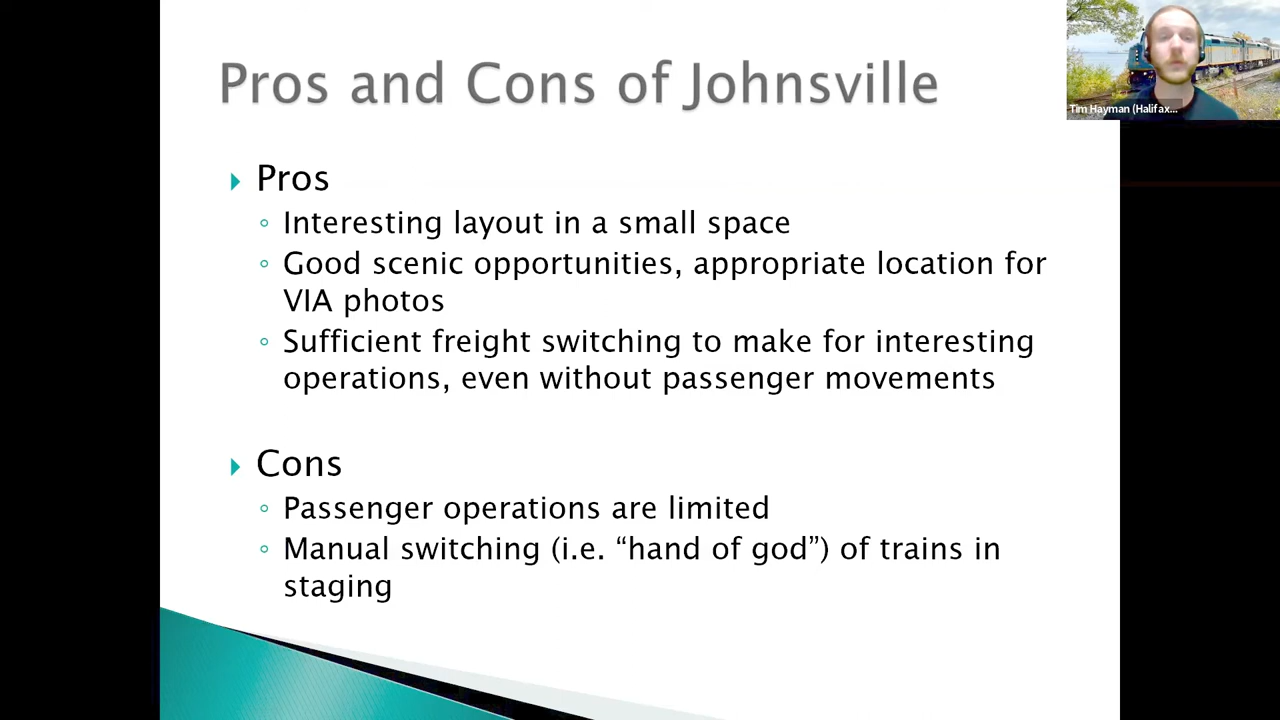 Pros and Cons of Johnsville
Tim Hayman (Halifax...
Pros
Interesting layout in a small space
Good scenic opportunities, appropriate location for
VIA photos
Sufficient freight switching to make for interesting
operations, even without passenger movements
Cons
Passenger operations are limited
Manual switching (i.e. “hand of god”) of trains in
staging